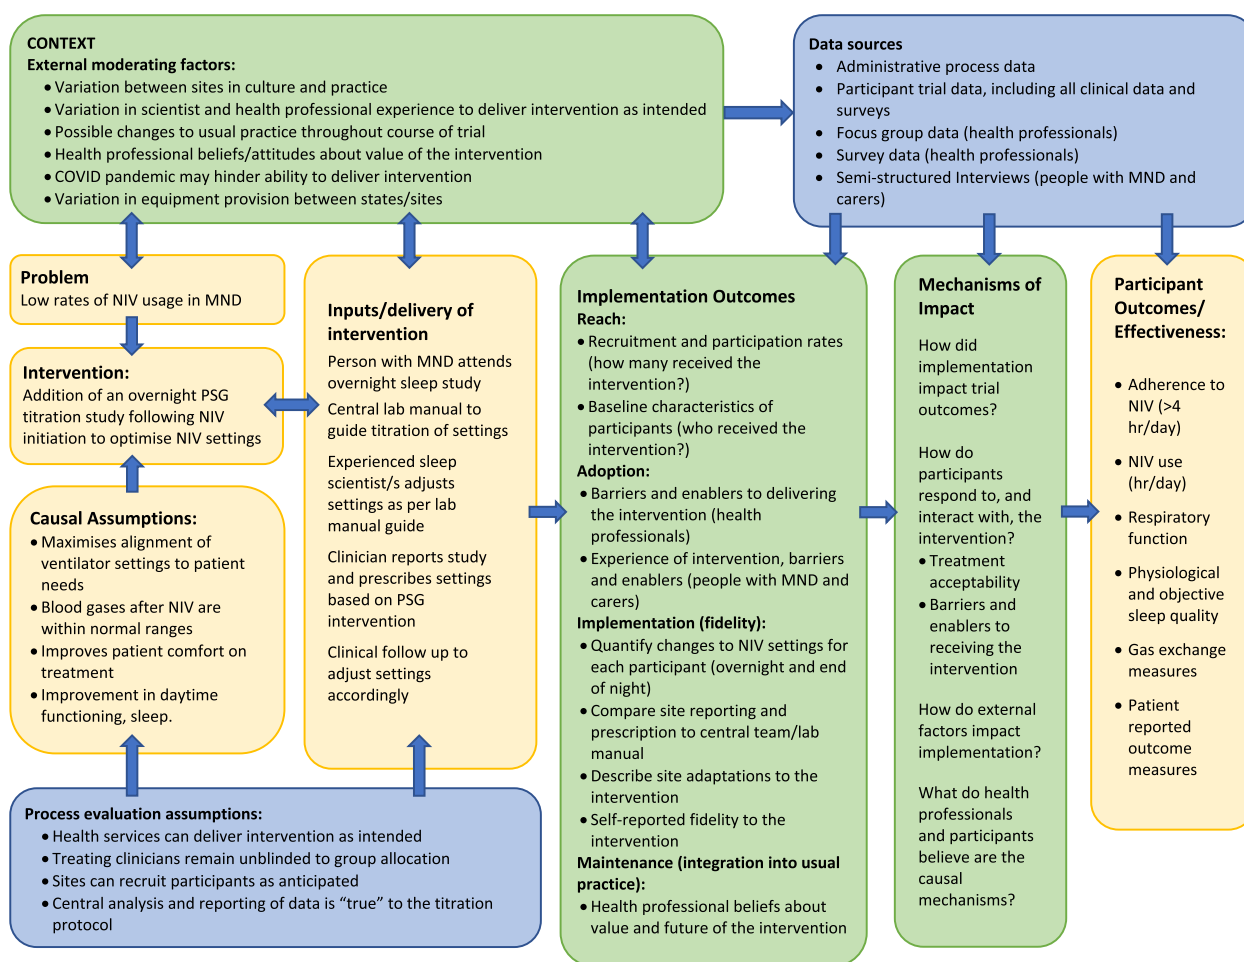 CONTEXT
External moderating factors:
• Variation between sites in culture and practice
• Variation in scientist and health professional experience to deliver intervention as intended
• Possible changes to usual practice throughout course of trial
• Health professional beliefs/attitudes about value of the intervention
• COVID pandemic may hinder ability to deliver intervention
• Variation in equipment provision between states/sites
Data sources
• Administrative process data
• Participant trial data, including all clinical data and
surveys
• Focus group data (health professionals)
• Survey data (health professionals)
• Semi-structured Interviews (people with MND and
carers)
Problem
Low rates of NIV usage in MND
Intervention:
Addition of an overnight PSG
titration study following NIV
initiation to optimise NIV settings
Causal Assumptions:
• Maximises alignment of
ventilator settings to patient
needs
• Blood gases after NIV are
within normal ranges
• Improves patient comfort on
treatment
• Improvement in daytime
functioning, sleep.
Inputs/delivery of
intervention
Person with MND attends
overnight sleep study
Central lab manual to
guide titration of settings
Experienced sleep
scientist/s adjusts
settings as per lab
manual guide
Clinician reports study
and prescribes settings
based on PSG
intervention
Clinical follow up to
adjust settings
accordingly
Process evaluation assumptions:
• Health services can deliver intervention as intended
• Treating clinicians remain unblinded to group allocation
• Sites can recruit participants as anticipated
• Central analysis and reporting of data is “true” to the titration
protocol
Implementation Outcomes
Reach:
• Recruitment and participation rates
(how many received the
intervention?)
• Baseline characteristics of
participants (who received the
intervention?)
Adoption:
• Barriers and enablers to delivering
the intervention (health
professionals)
• Experience of intervention, barriers
and enablers (people with MND and
carers)
Implementation (fidelity):
• Quantify changes to NIV settings for
each participant (overnight and end
of night)
• Compare site reporting and
prescription to central team/lab
manual
• Describe site adaptations to the
intervention
• Self-reported fidelity to the
intervention
Maintenance (integration into usual
practice):
• Health professional beliefs about
value and future of the intervention
Mechanisms of
Impact
How did
implementation
impact trial
outcomes?
How do
participants
respond to, and
interact with, the
intervention?
• Treatment
acceptability
• Barriers and
enablers to
receiving the
intervention
How do external
factors impact
implementation?
What do health
professionals
and participants
believe are the
causal
mechanisms?
Participant
Outcomes/
Effectiveness:
• Adherence to
NIV (>4
hr/day)
• NIV use
(hr/day)
• Respiratory
function
• Physiological
and objective
sleep quality
• Gas exchange
measures
• Patient
reported
outcome
measures